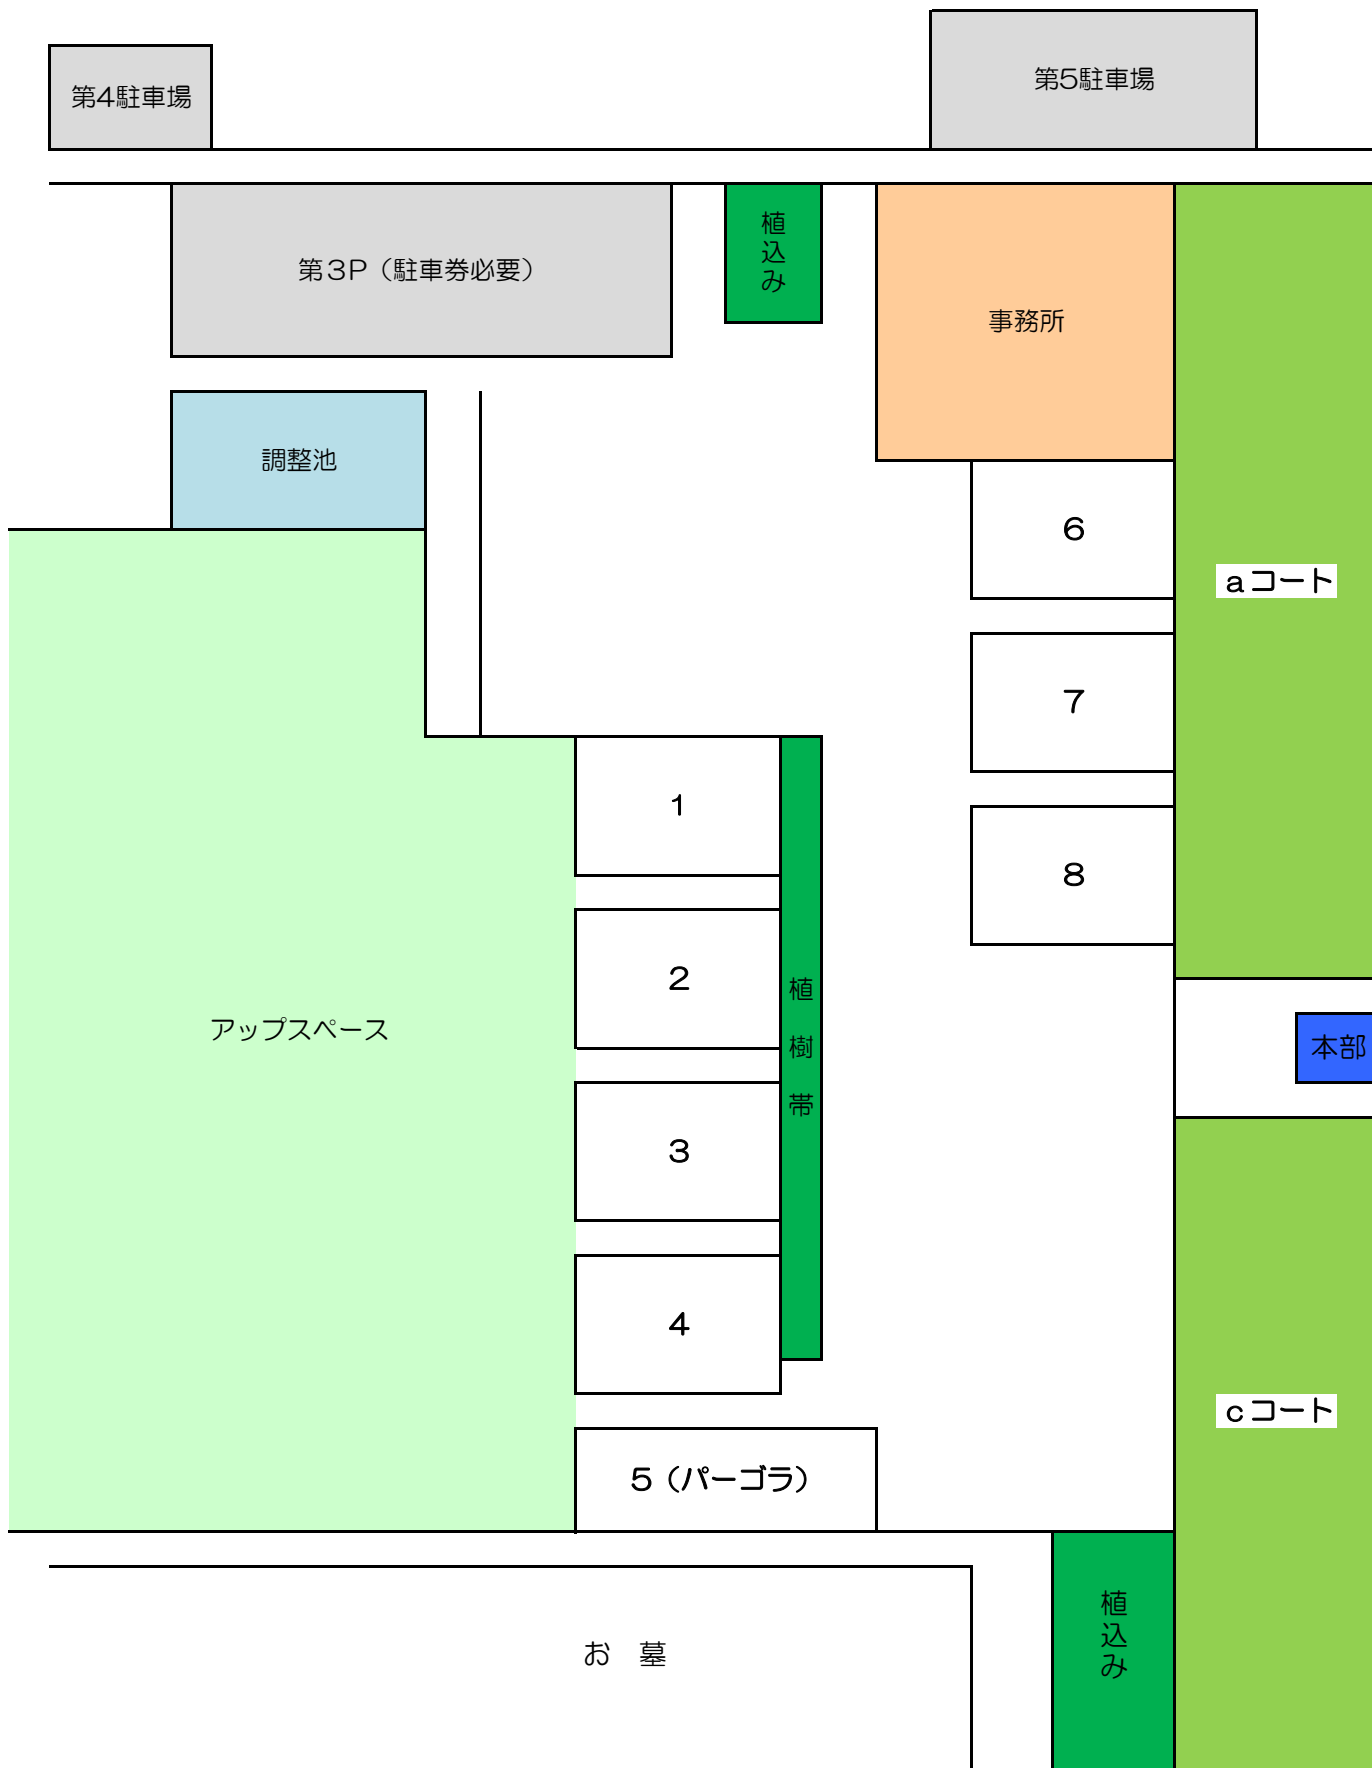 第4駐車場
第5駐車場
第３Ｐ（駐車券必要）
植込み
事務所
調整池
6
aコート
7
1
8
2
植樹帯
アップスペース
本部
3
4
cコート
5（パーゴラ）
植込み
お　墓